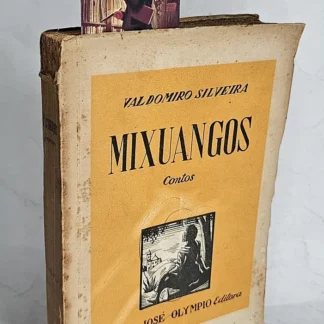 VALDOMIRO SILVEIRA
MIXUANGOS
Contos
JOSÉ OLYMPIO Editora